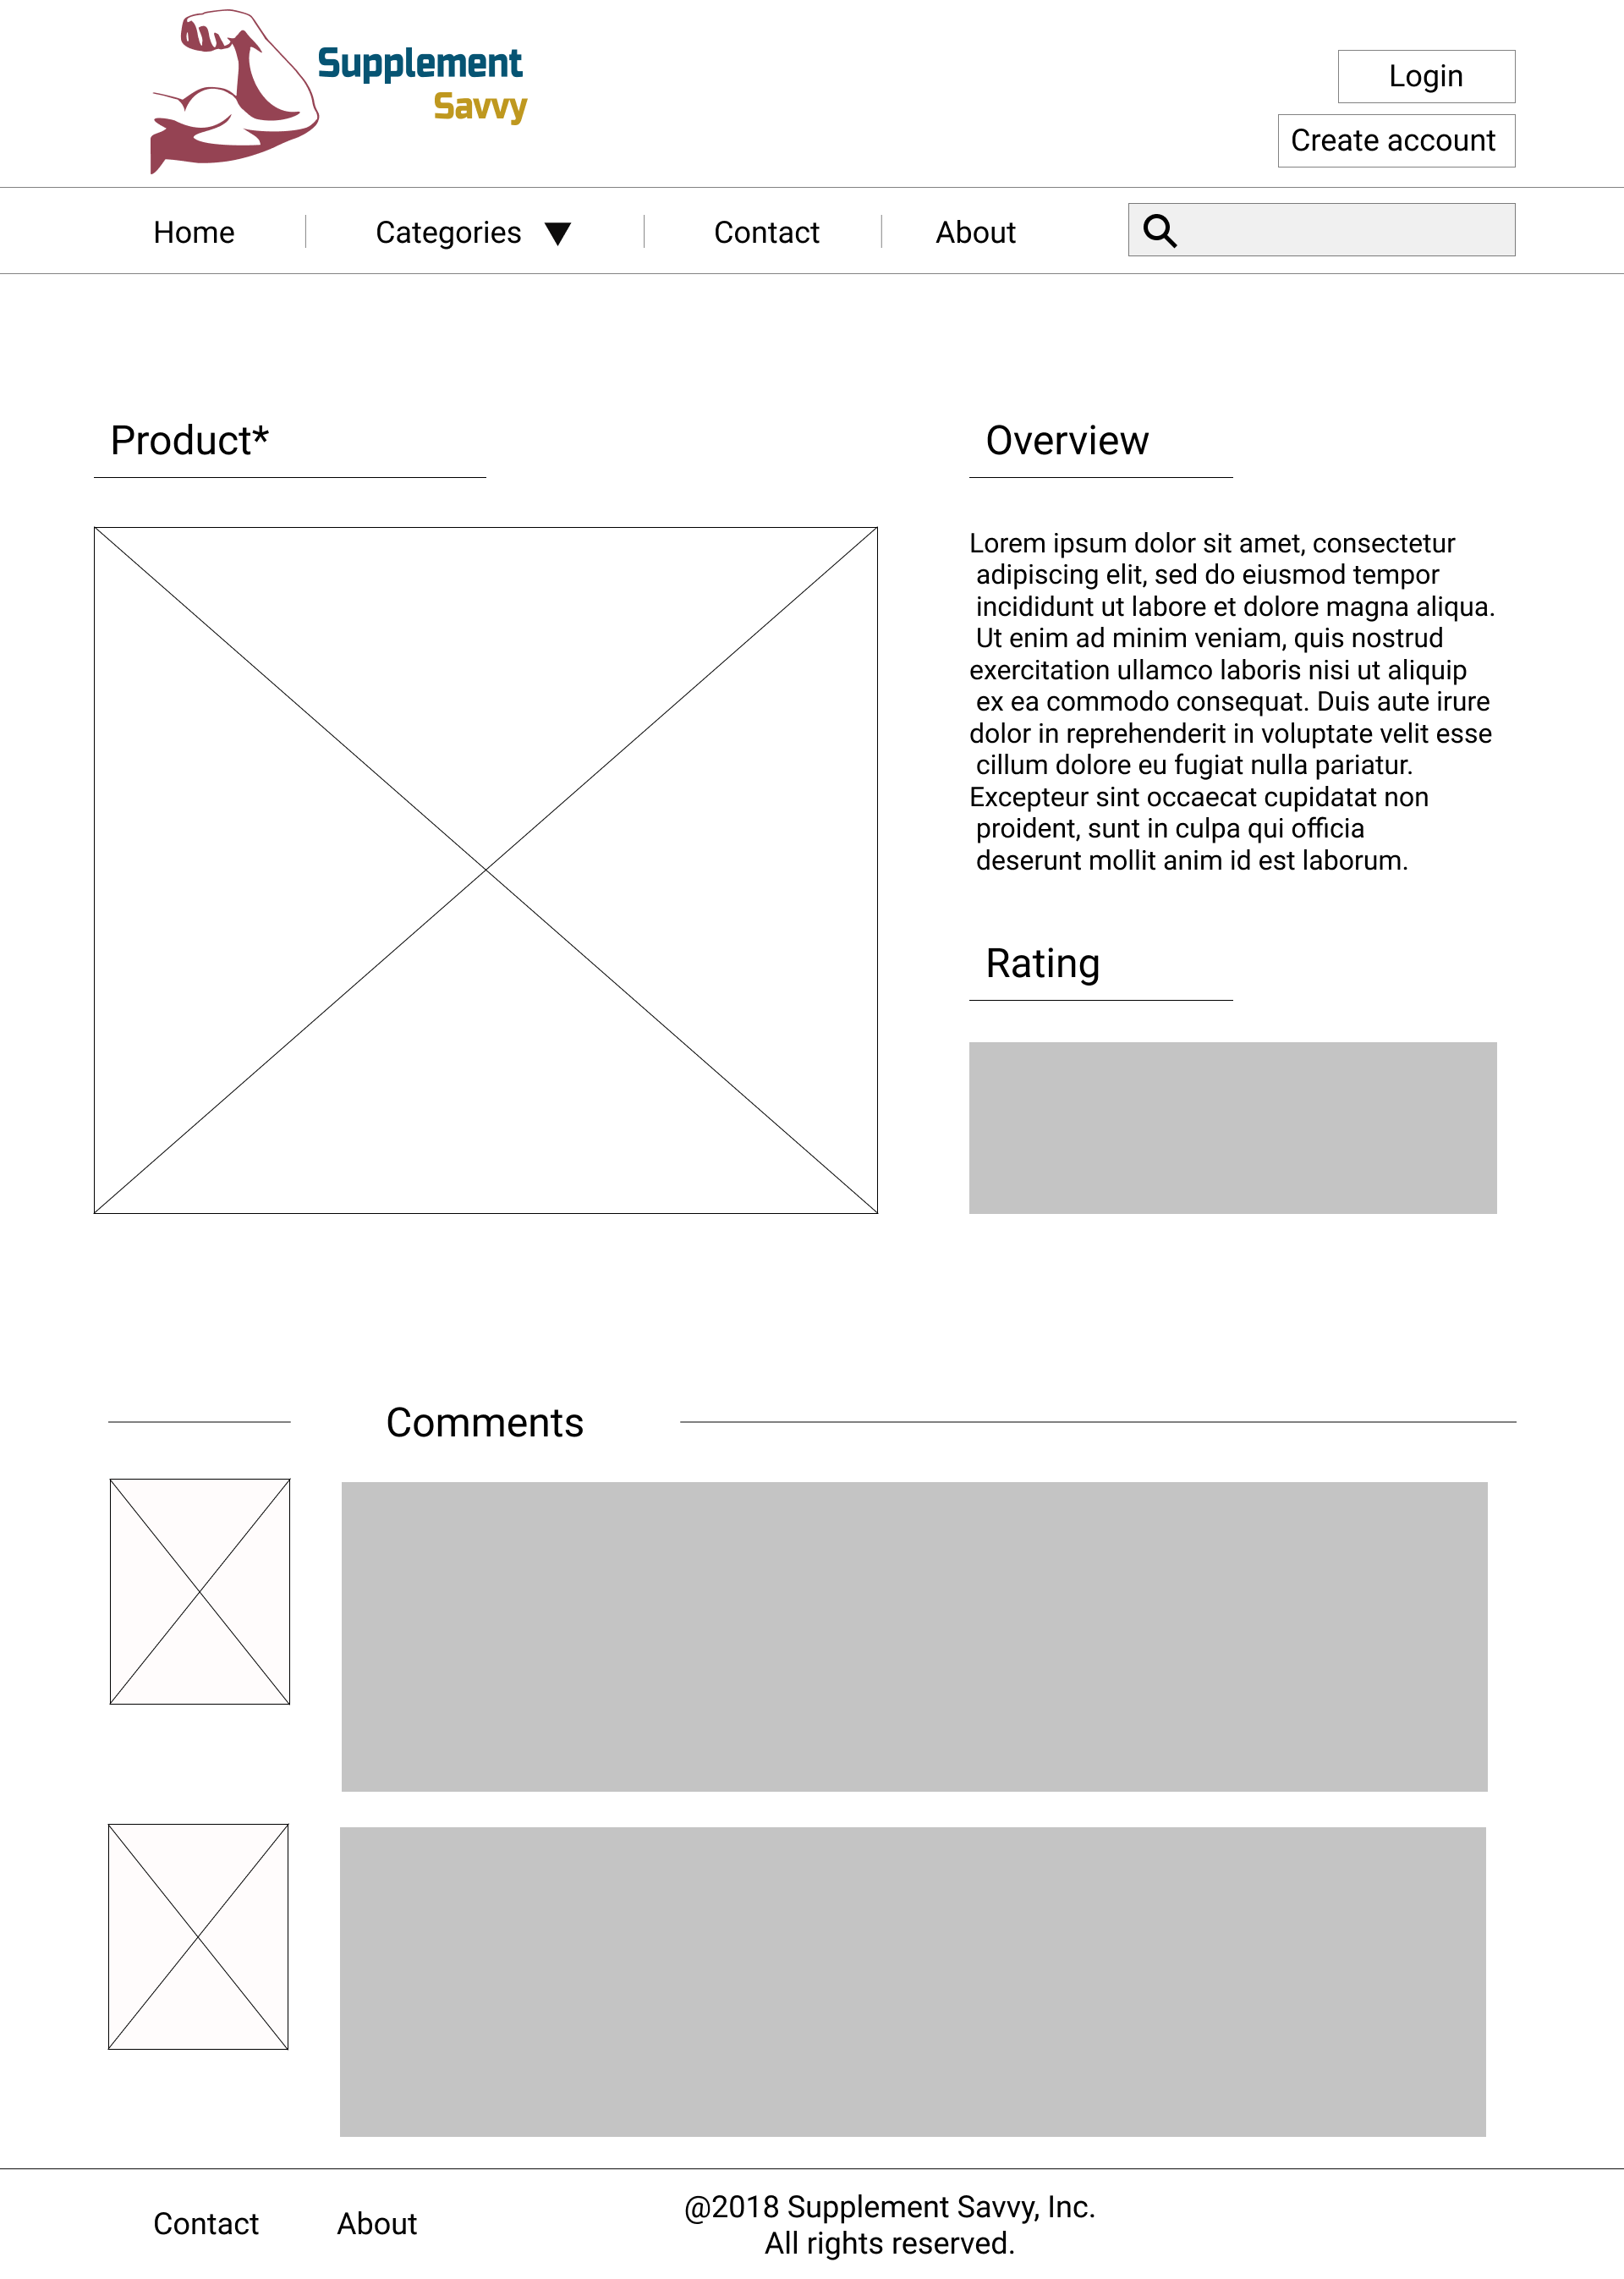 Supplement
Savvy
Login
Create account
Home
Categories
Contact
About
Product*
Overview
Lorem ipsum dolor sit amet, consectetur
adipiscing elit, sed do eiusmod tempor
incididunt ut labore et dolore magna aliqua.
Ut enim ad minim veniam, quis nostrud
exercitation ullamco laboris nisi ut aliquip
ex ea commodo consequat. Duis aute irure
dolor in reprehenderit in voluptate velit esse
cillum dolore eu fugiat nulla pariatur.
Excepteur sint occaecat cupidatat non
proident, sunt in culpa qui officia
deserunt mollit anim id est laborum.
Rating
Comments
Contact
About
@2018 Supplement Savvy, Inc.
All rights reserved.